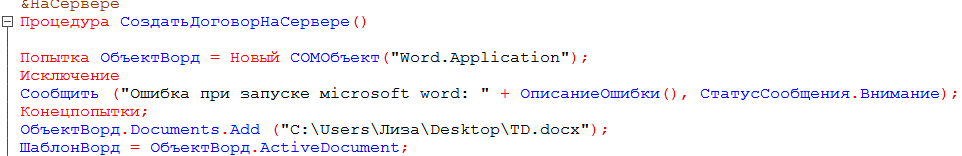 &НаСервере
Процедура СоздатьДоговорНаСервере()
Попытка ОбъектВорд = Новый COMОбъект("Word.Application");
Исключение
Сообщить ("Ошибка при запуске microsoft word: " + ОписаниеОшибки(), СтатусСообщения.Внимание);
Конецпопытки;
ОбъектВорд.Documents.Add ("C:\Users\Лиза\Desktop\TD.docx");
ШаблонВорд = ОбъектВорд.ActiveDocument;